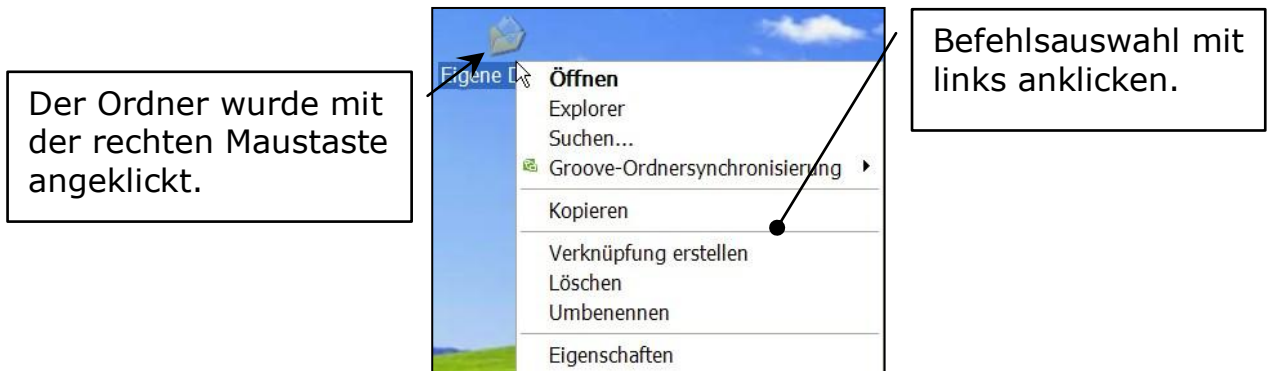 Der Ordner wurde mit
der rechten Maustaste
angeklickt.
Eigene D
Öffnen
Explorer
Suchen...
Groove-Ordnersynchronisierung
Kopieren
Verknüpfung erstellen
Löschen
Umbenennen
Eigenschaften
Befehlsauswahl mit
links anklicken.